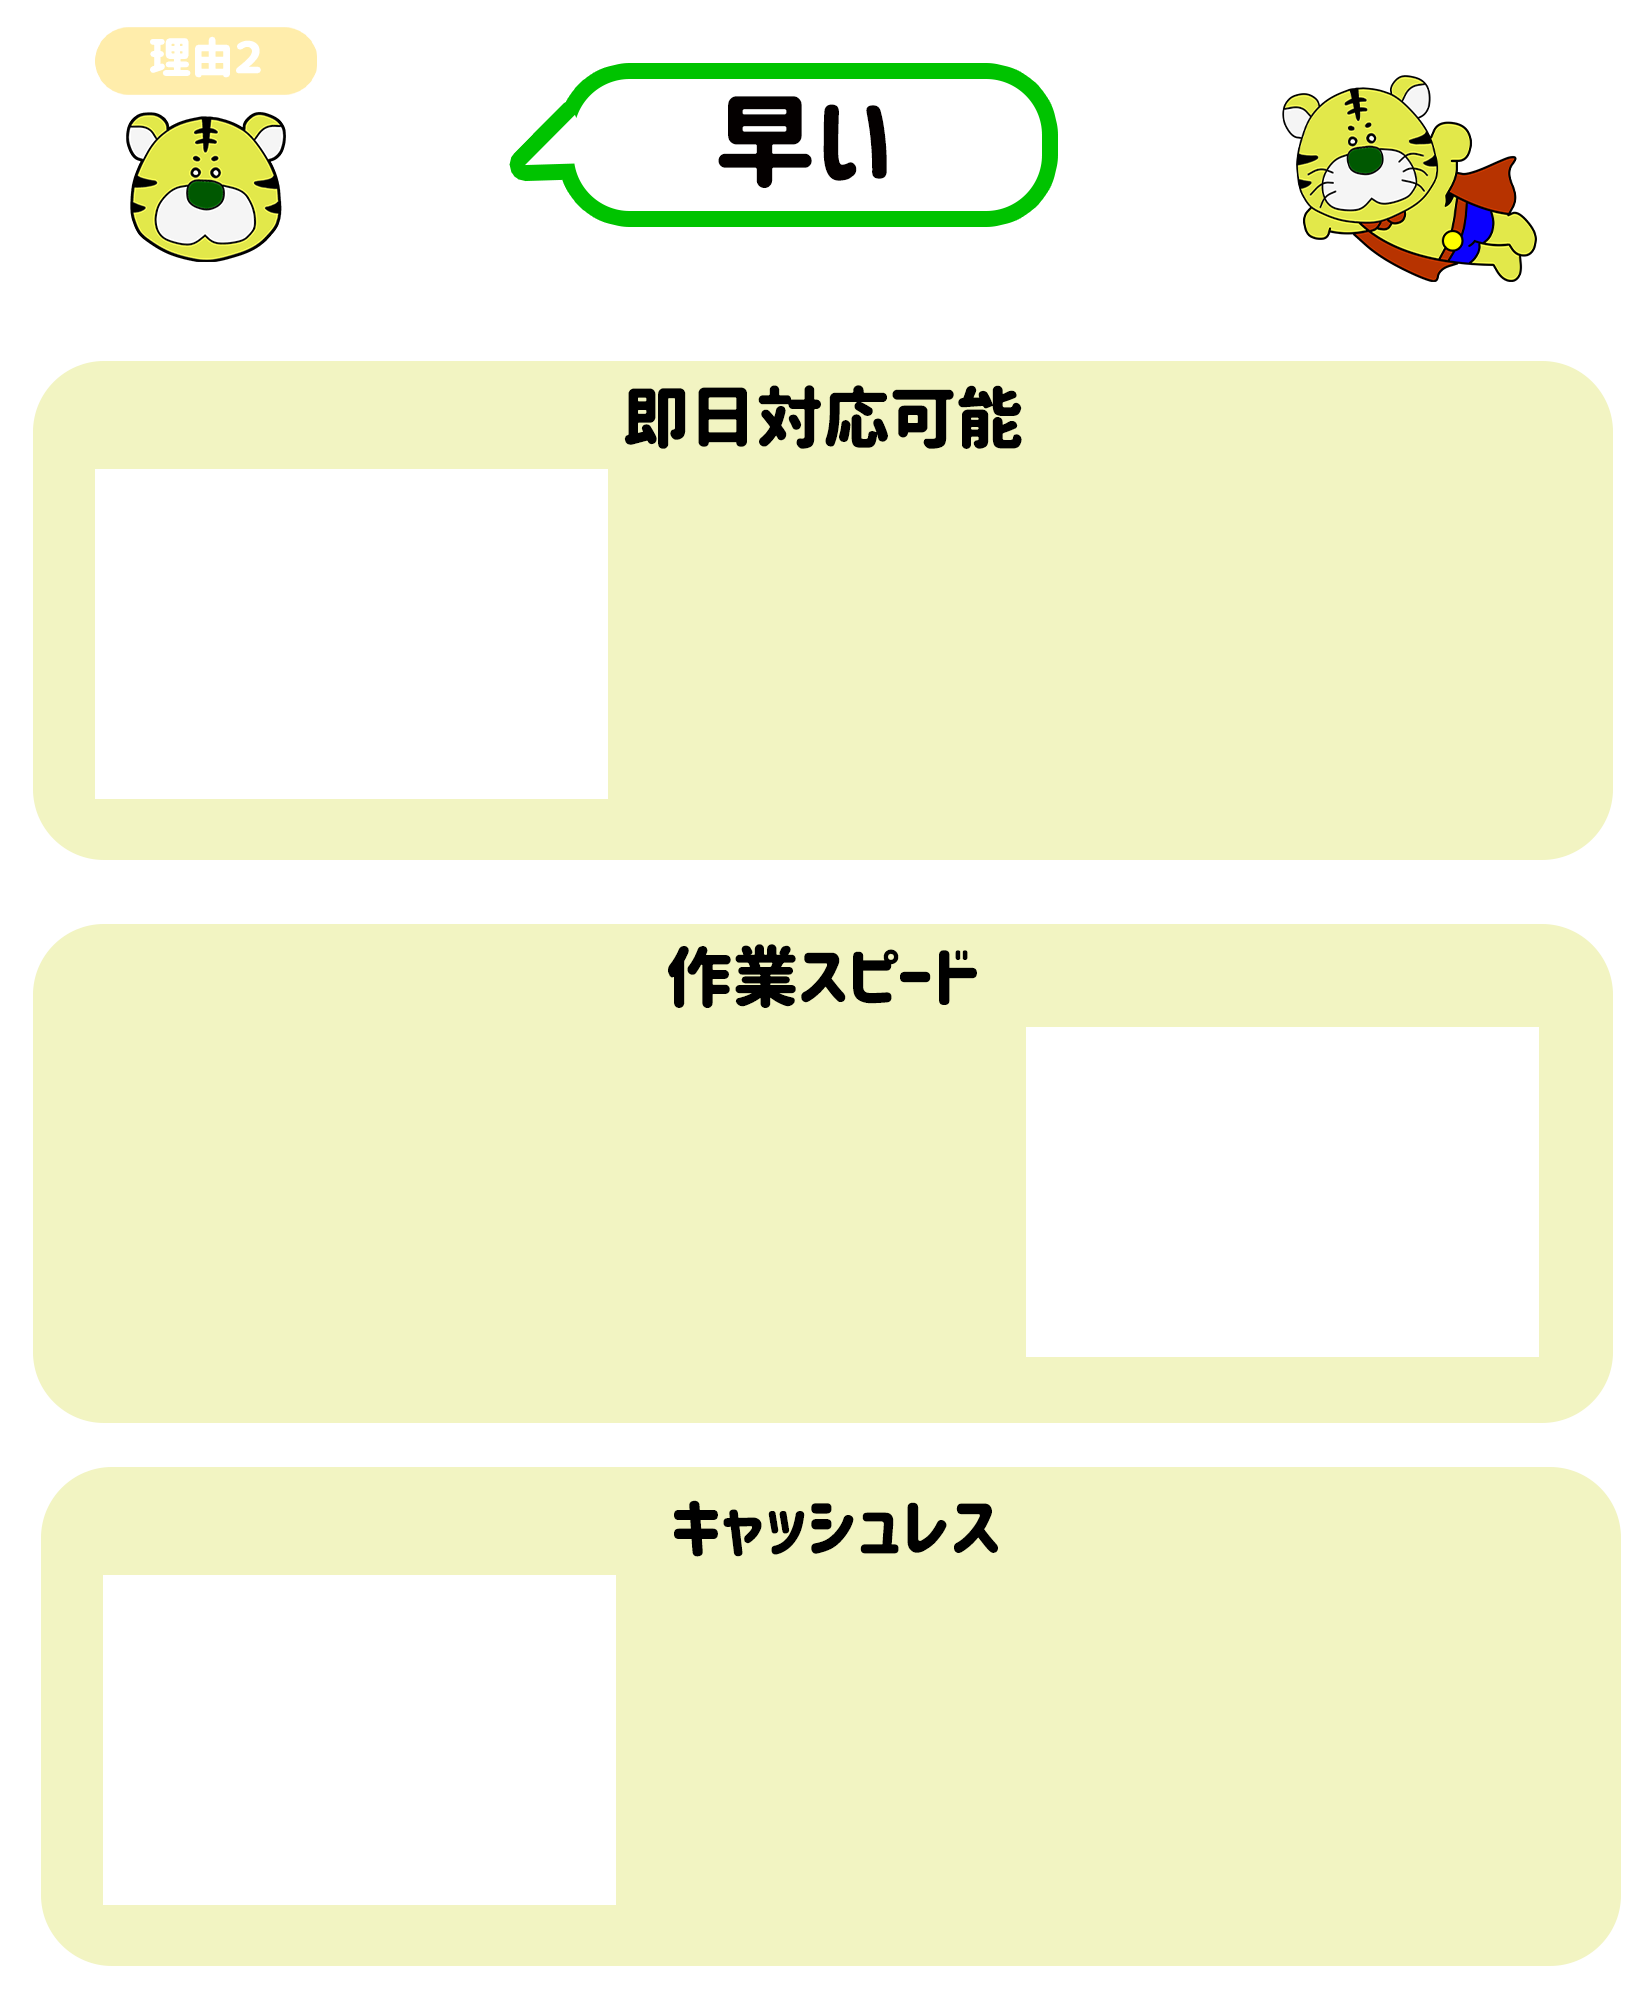 理由2
早い
即日対応可能
作業スピード
キャッシュレス